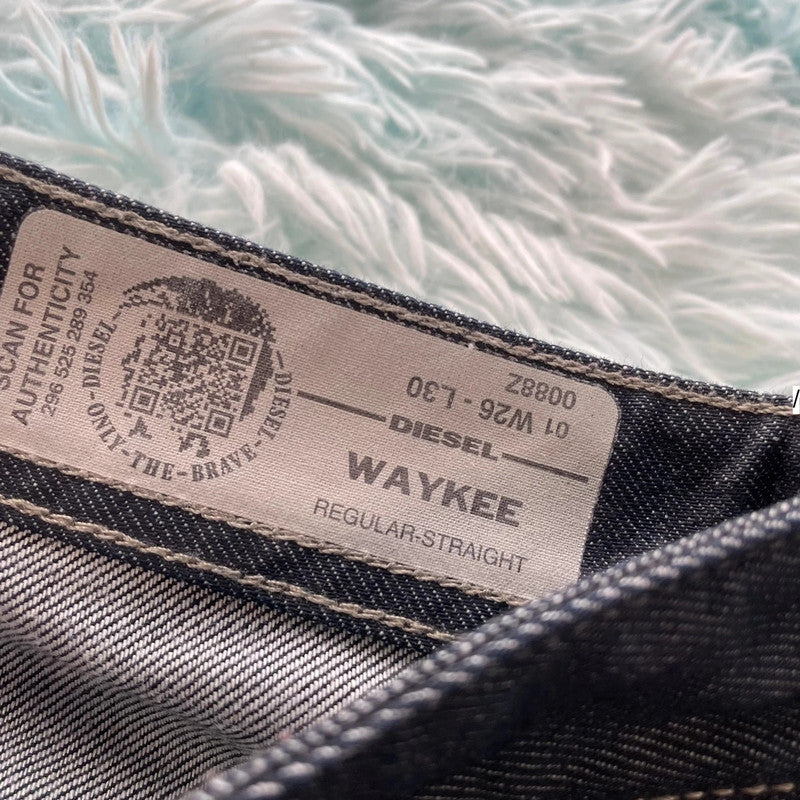 SCAN FOR
AUTHENTICITY
296 525 289 354
DIESEL
ONLY-THE-BRAVE
DIESEL
0088Z
01 W26 - L30
DIESEL
WAYKEE
REGULAR-STRAIGHT